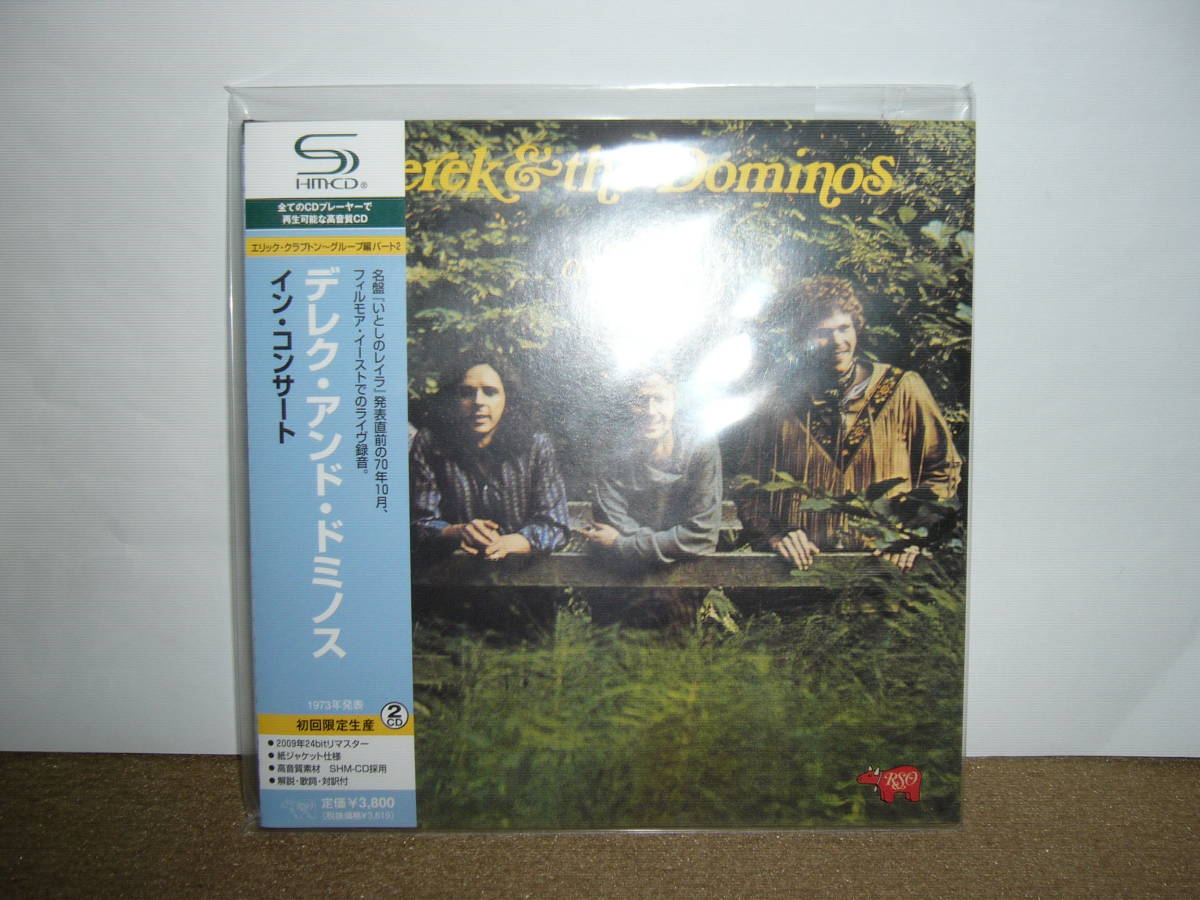 S
HM-CD®
全てのCDプレーヤーで
再生可能な高音質CD
エリック・クラプトン〜グループ編パート2
名盤「いとしのレイラ」発表直前の70年10月、
フィルモア・イーストでのライヴ録音。
デレク・アンド・ドミノス
イン・コンサート
1973年発表
初回限定生産
2CD
● 2009年24bitリマスター
● 紙ジャケット仕様
● 高音質素材 SHM-CD採用
● 解説・歌詞・対訳付
定価¥3,800
(税抜価格¥3,619)
erek & the Dominos
RSO